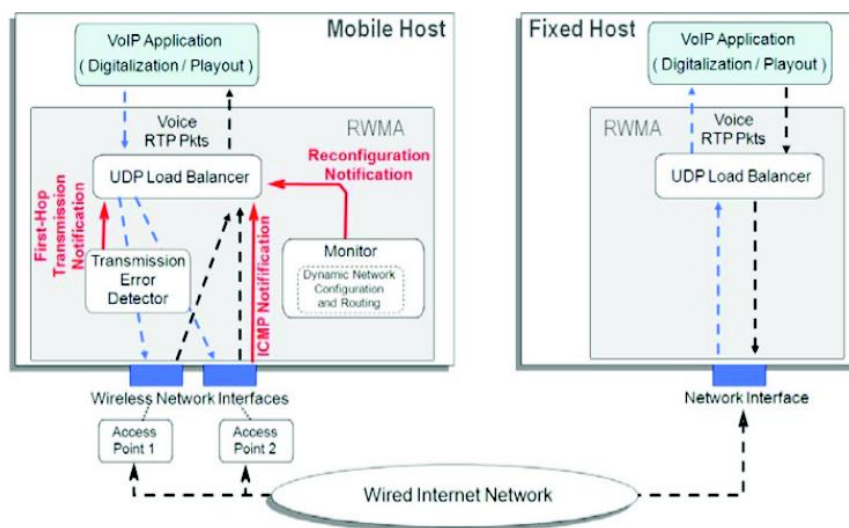 Mobile Host
VoIP Application
( Digitalization / Playout )
RWMA
Voice
RTP Pkts
UDP Load Balancer
Reconfiguration
Notification
First-Hop
Transmission
Notification
Transmission
Error
Detector
ICMP Notitification
Monitor
Dynamic Network
Configuration
and Routing
Wireless Network Interfaces
Access
Point 1
Access
Point 2
Fixed Host
VoIP Application
( Digitalization / Playout )
RWMA
Voice
RTP Pkts
UDP Load Balancer
Network Interface
Wired Internet Network